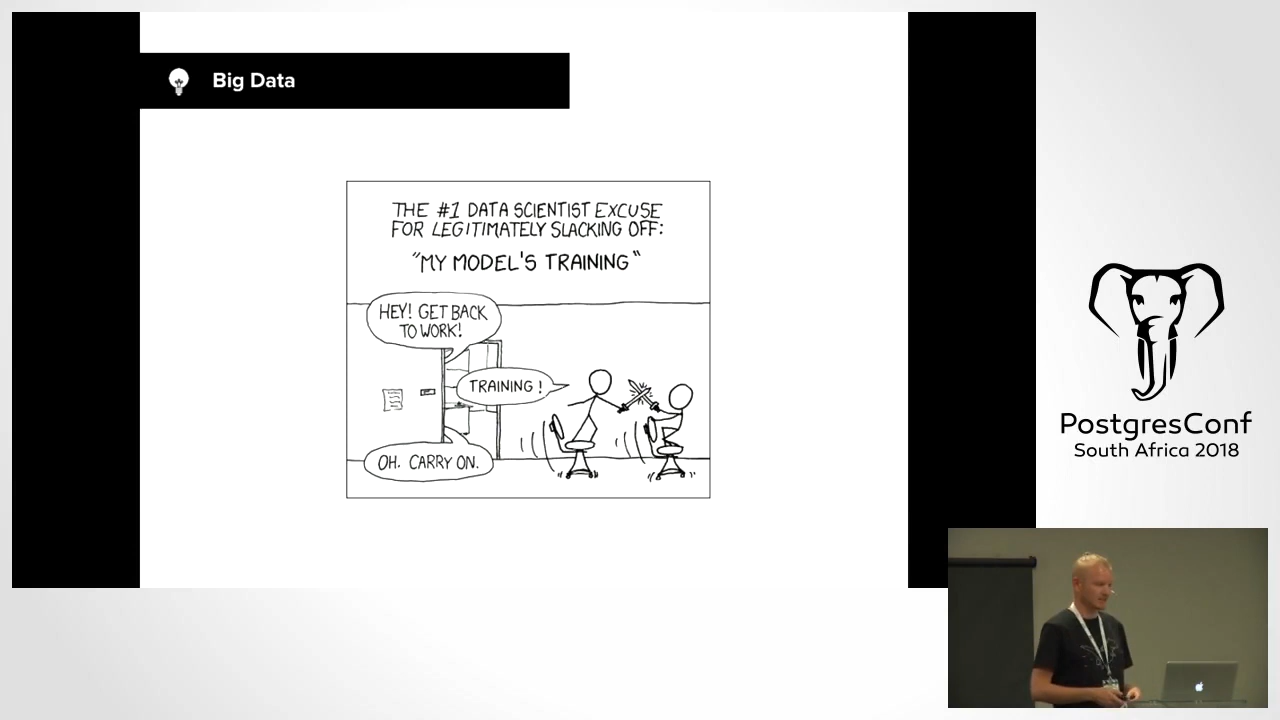 Big Data
THE #1 DATA SCIENTIST EXCUSE
FOR LEGITIMATELY SLACKING OFF:
"MY MODEL'S TRAINING"
HEY! GET BACK
TO WORK!
TRAINING!
OH. CARRY ON.
PostgresConf
South Africa 2018